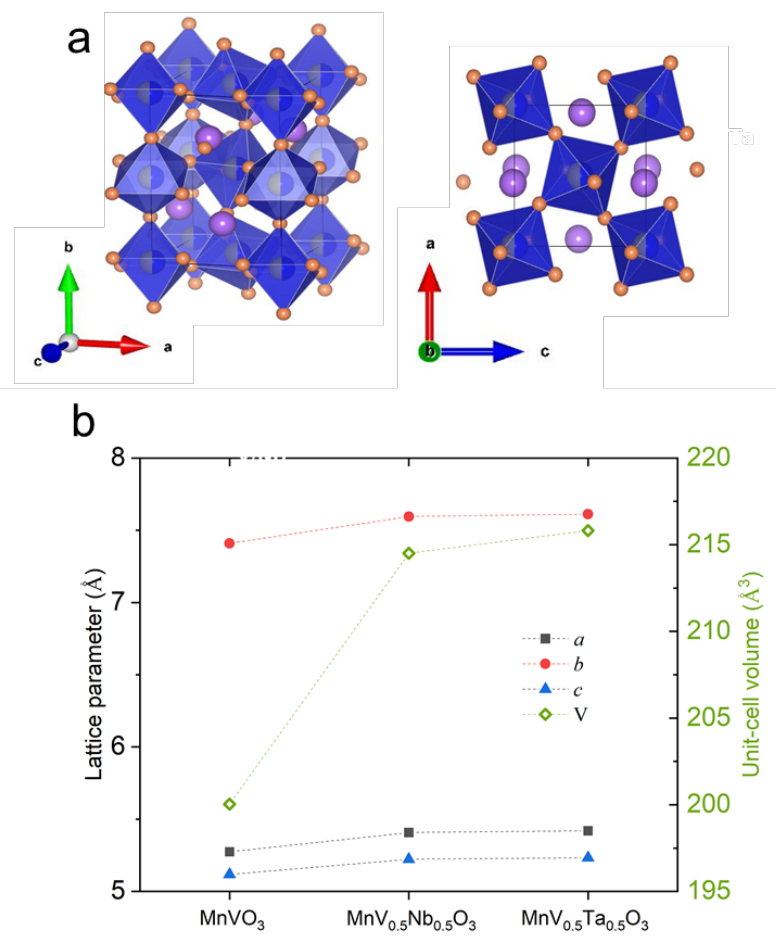 a
Ta
b
a
c
a
b
c
b
8
7
6
5
Lattice parameter (Å)
220
215
210
205
200
195
Unit-cell volume (Å³)
a
b
c
V
MnVO₃
MnV₀.₅Nb₀.₅O₃
MnV₀.₅Ta₀.₅O₃